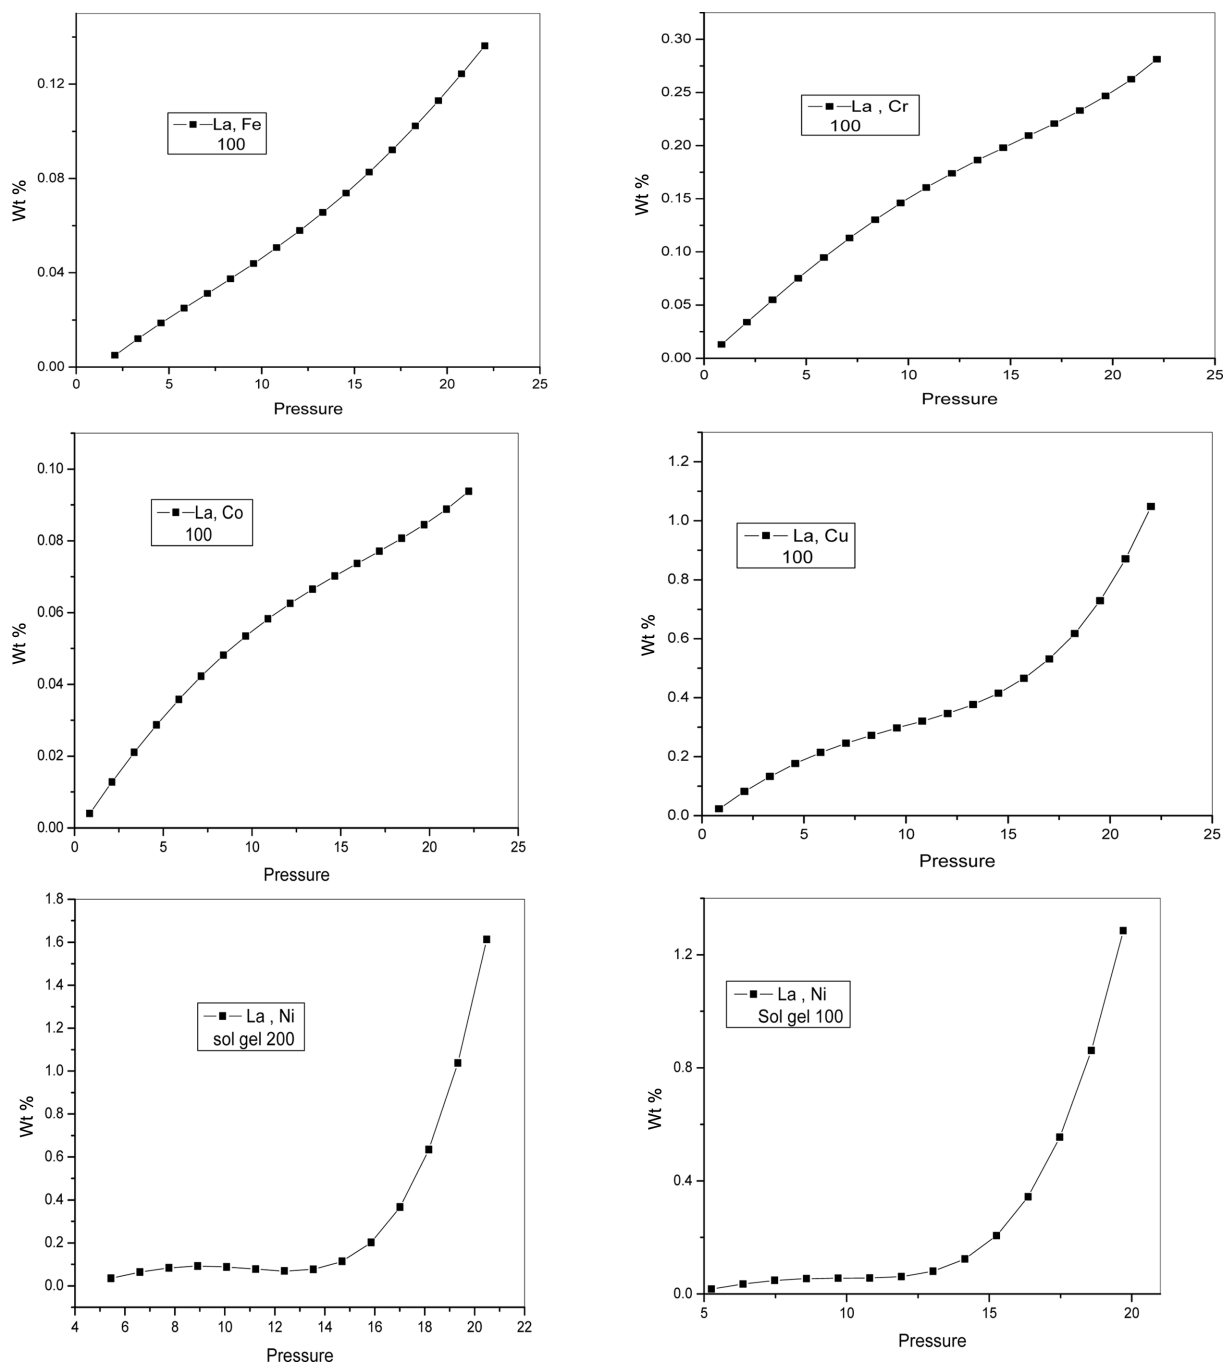 0.12
0.08
0.04
0.00
Wt %
La, Fe
100
0 5 10 15 20 25
Pressure
0.30
0.25
0.20
0.15
0.10
0.05
0.00
Wt %
La , Cr
100
0 5 10 15 20 25
Pressure
0.10
0.08
0.06
0.04
0.02
0.00
Wt %
La, Co
100
0 5 10 15 20 25
Pressure
1.2
1.0
0.8
0.6
0.4
0.2
0.0
Wt %
La, Cu
100
0 5 10 15 20 25
Pressure
1.8
1.6
1.4
1.2
1.0
0.8
0.6
0.4
0.2
0.0
Wt %
La , Ni
sol gel 200
4 6 8 10 12 14 16 18 20 22
Pressure
1.2
0.8
0.4
0.0
Wt %
La , Ni
Sol gel 100
5 10 15 20
Pressure